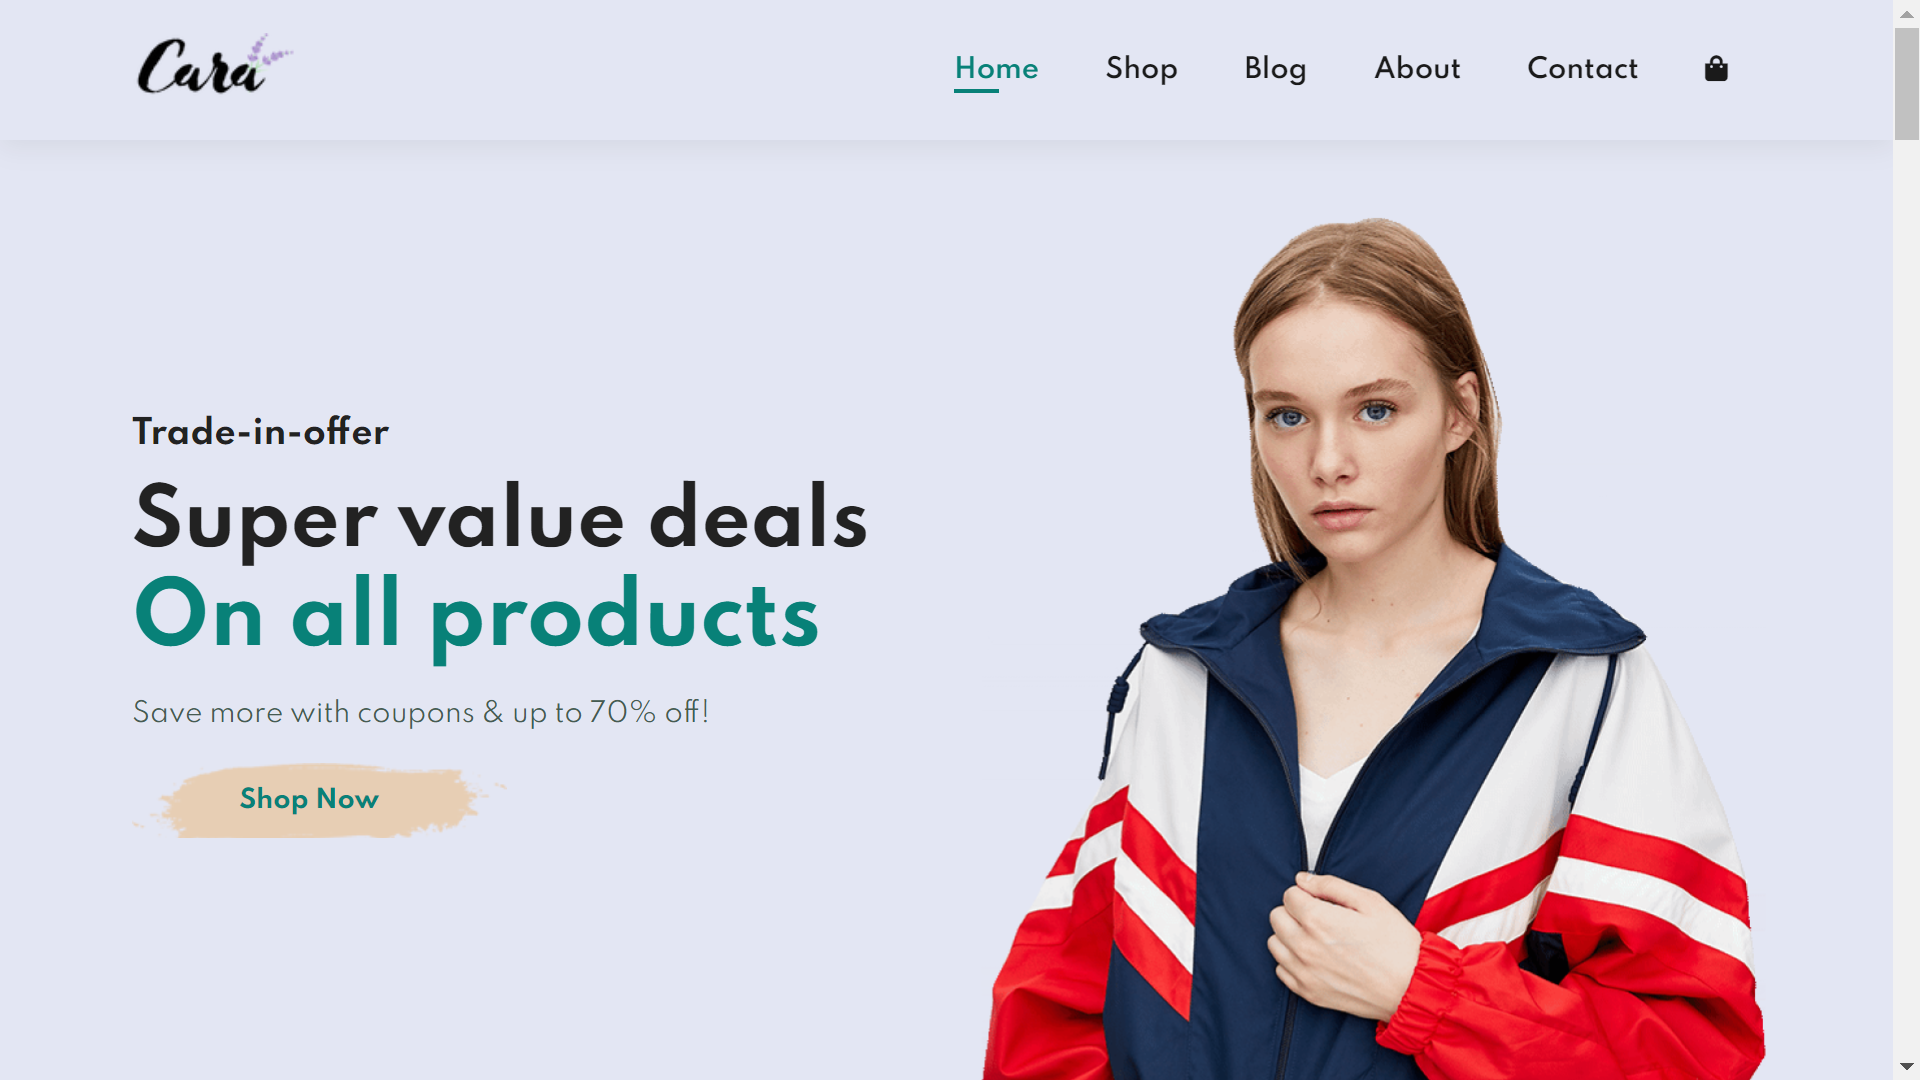 Cara
Home Shop Blog About Contact
Trade-in-offer
Super value deals
On all products
Save more with coupons & up to 70% off!
Shop Now